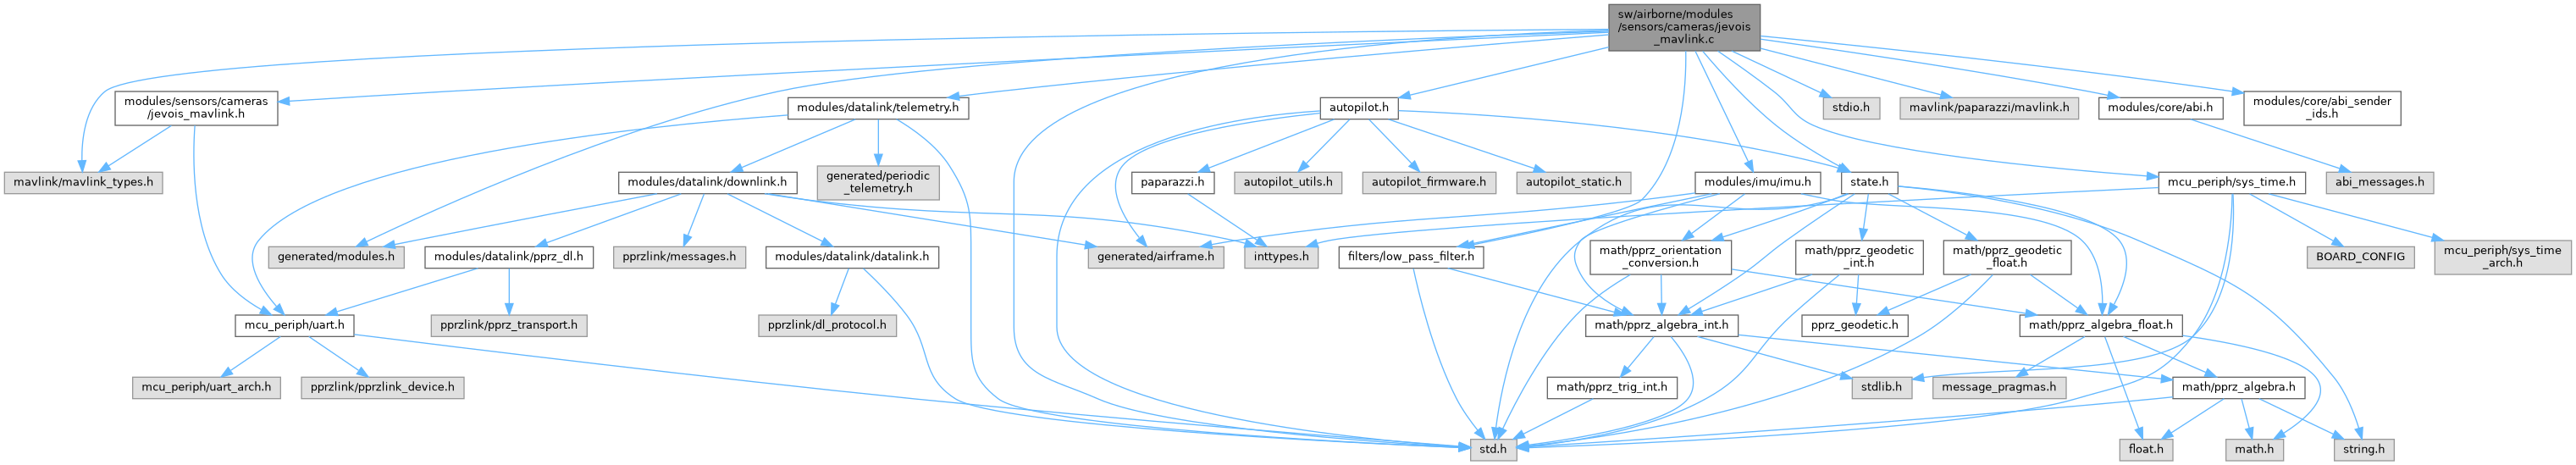 sw/airborne/modules
/sensors/cameras/jevois
_mavlink.c
modules/sensors/cameras
/jevois_mavlink.h
modules/datalink/telemetry.h
autopilot.h
stdio.h
mavlink/paparazzi/mavlink.h
modules/core/abi.h
modules/core/abi_sender
_ids.h
mavlink/mavlink_types.h
modules/datalink/downlink.h
generated/periodic
_telemetry.h
paparazzi.h
autopilot_utils.h
autopilot_firmware.h
autopilot_static.h
modules/imu/imu.h
state.h
mcu_periph/sys_time.h
abi_messages.h
generated/modules.h
modules/datalink/pprz_dl.h
pprzlink/messages.h
modules/datalink/datalink.h
generated/airframe.h
inttypes.h
filters/low_pass_filter.h
math/pprz_orientation
_conversion.h
math/pprz_geodetic
_int.h
math/pprz_geodetic
_float.h
BOARD_CONFIG
mcu_periph/sys_time
_arch.h
mcu_periph/uart.h
pprzlink/pprz_transport.h
pprzlink/dl_protocol.h
math/pprz_algebra_int.h
pprz_geodetic.h
math/pprz_algebra_float.h
mcu_periph/uart_arch.h
pprzlink/pprzlink_device.h
math/pprz_trig_int.h
stdlib.h
message_pragmas.h
math/pprz_algebra.h
std.h
float.h
math.h
string.h